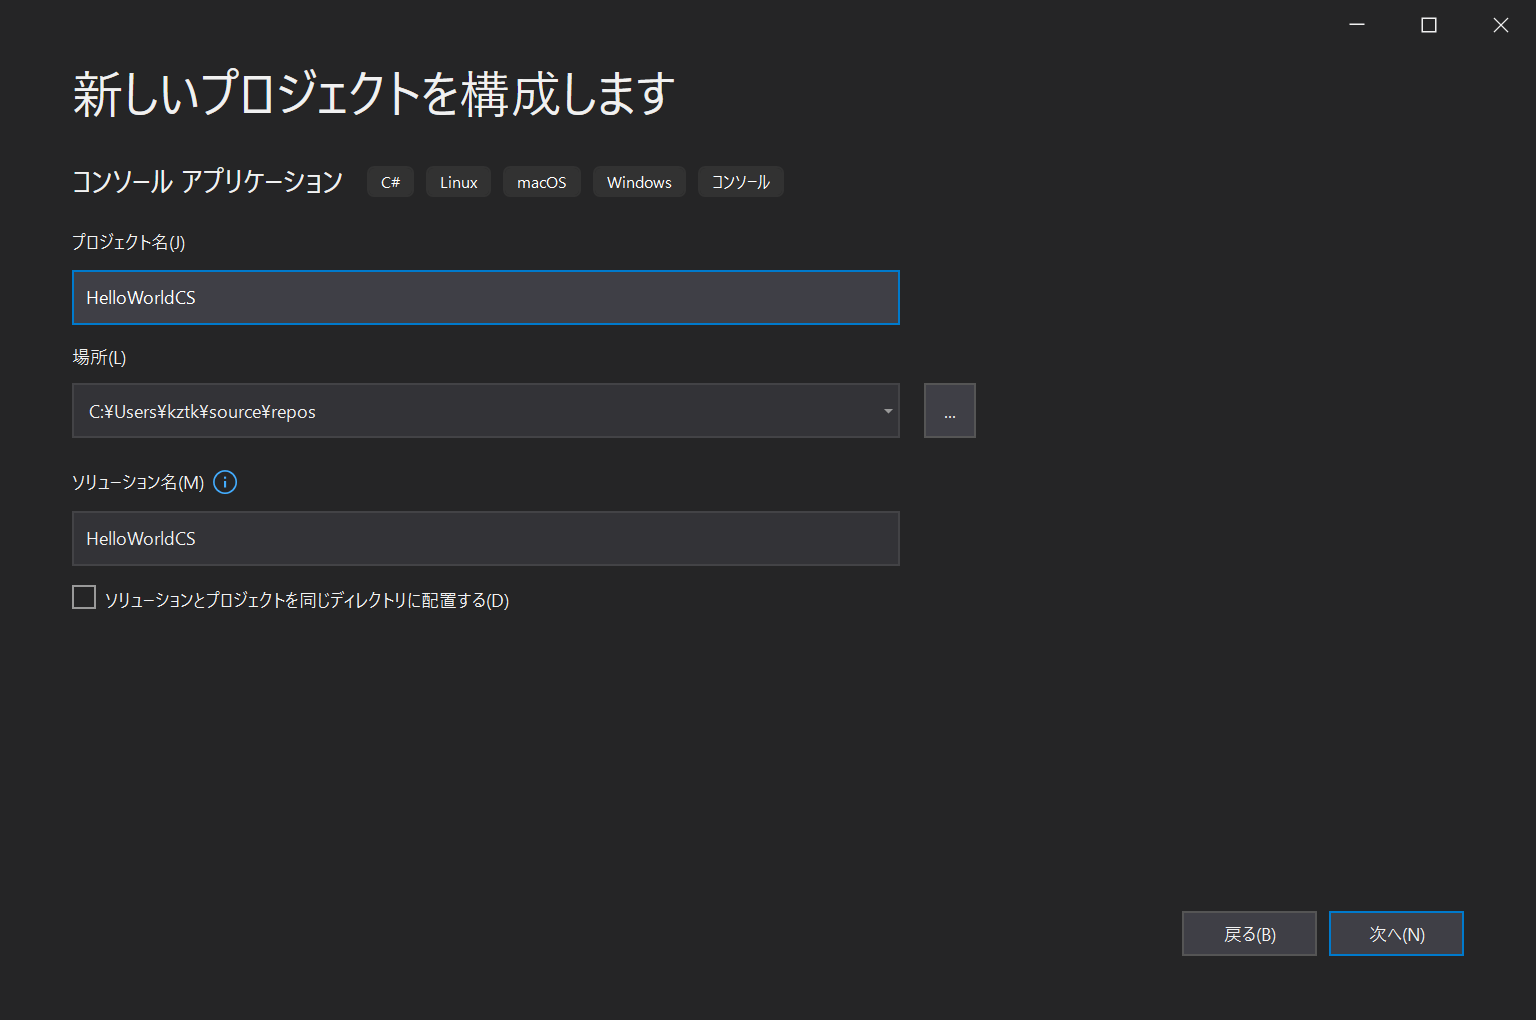 新しいプロジェクトを構成します
コンソール アプリケーション C# Linux macOS Windows コンソール
プロジェクト名(J)
HelloWorldCS
場所(L)
C:¥Users¥kztk¥source¥repos
...
ソリューション名(M)
HelloWorldCS
ソリューションとプロジェクトを同じディレクトリに配置する(D)
戻る(B) 次へ(N)